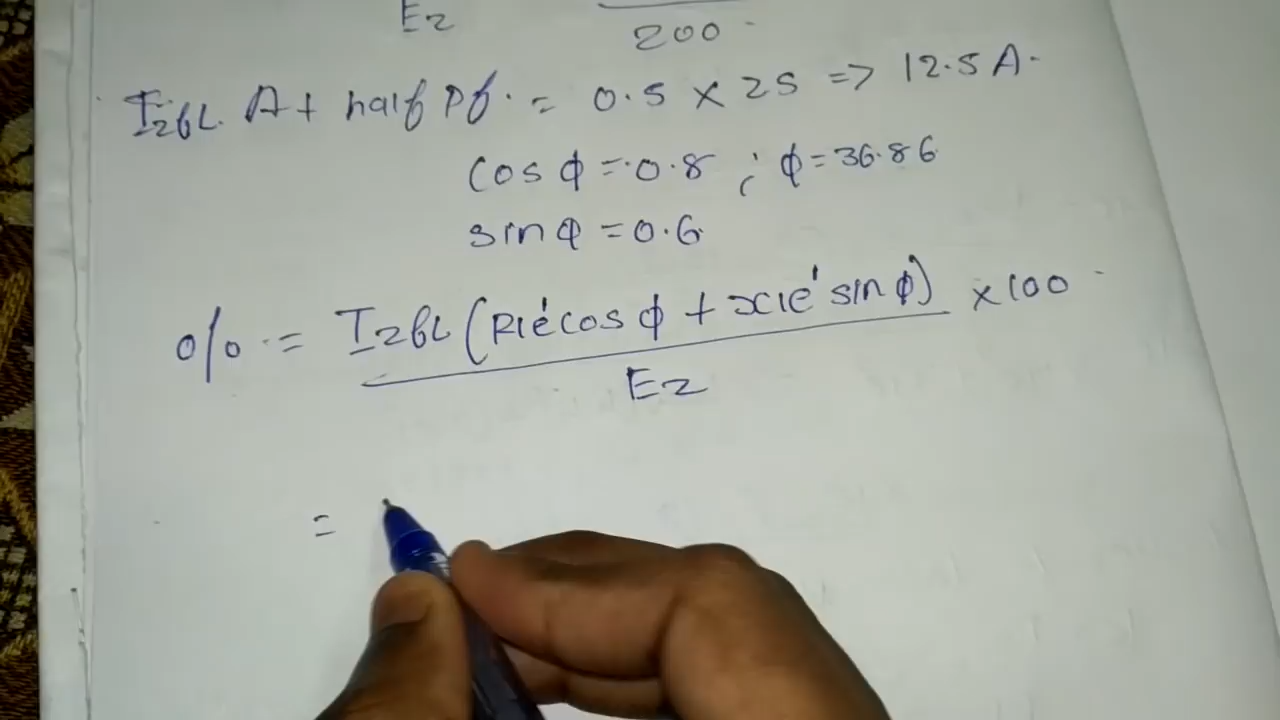 E2
200
I2fL. At half Pf. = 0.5 × 25 => 12.5 A.
cos φ = 0.8 ; φ = 36.86
sin φ = 0.6
% = I2fL (R1e' cos φ + x1e' sin φ) × 100
E2
=